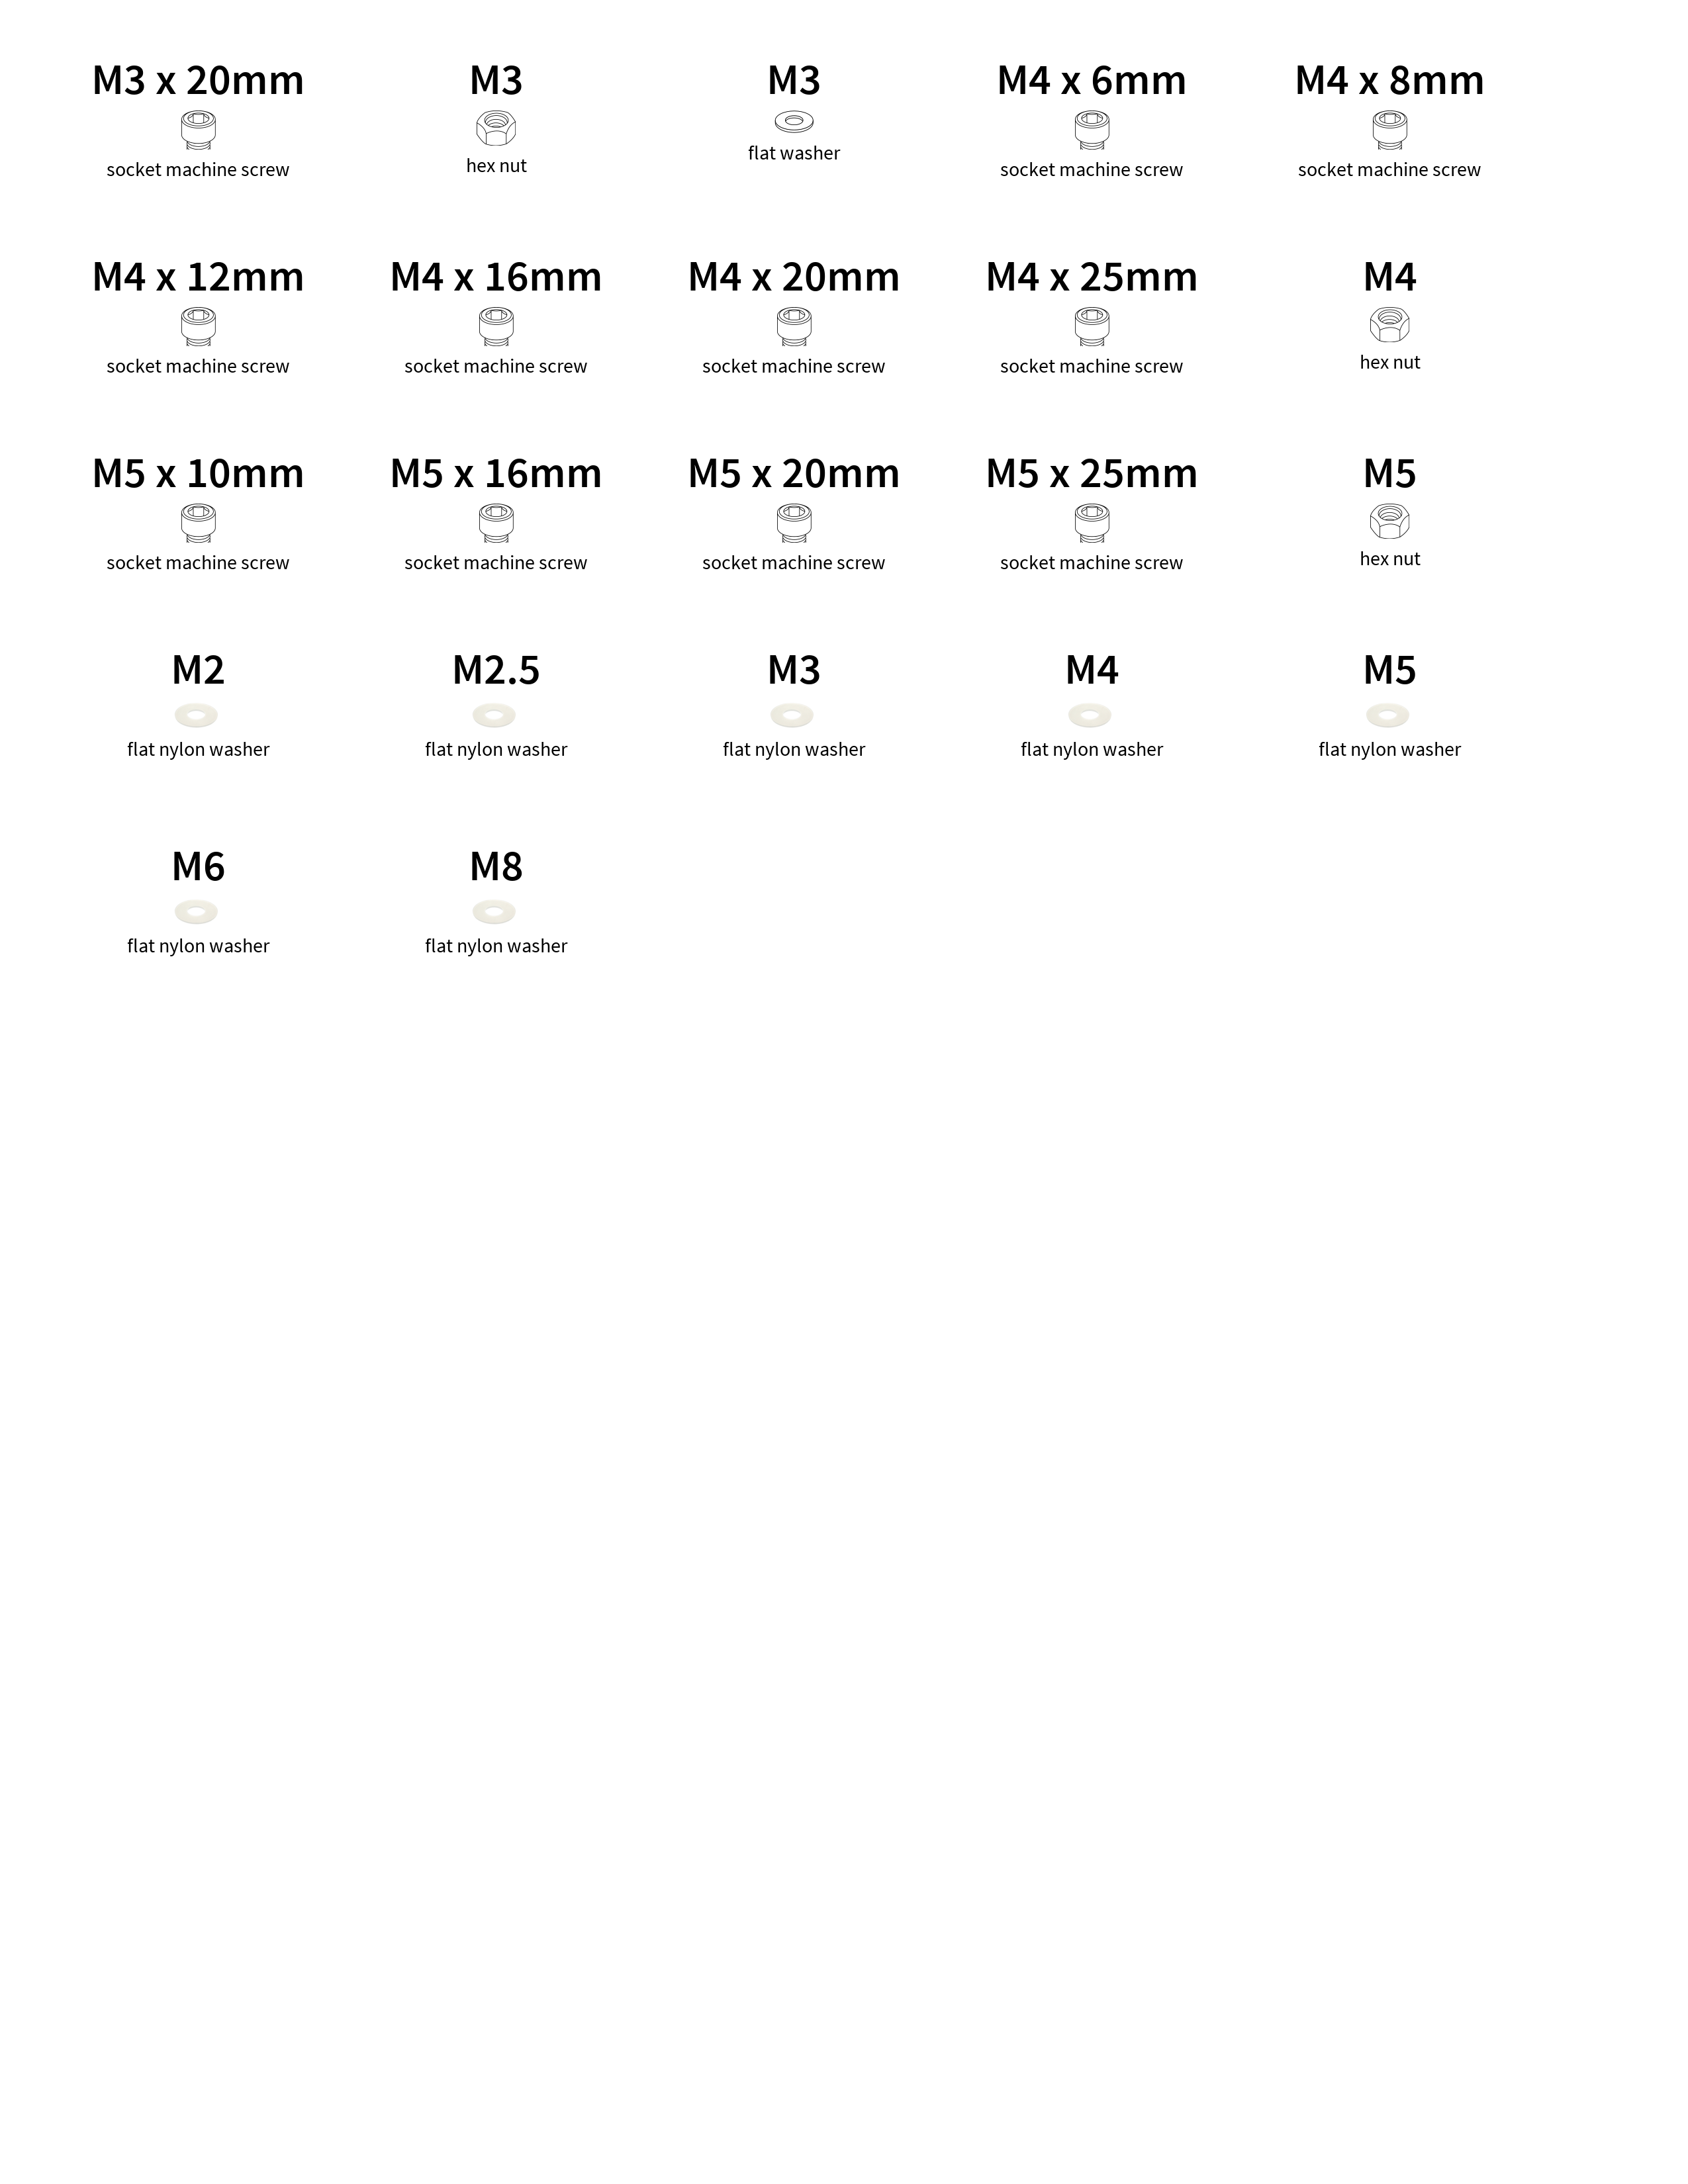 M3 x 20mm
socket machine screw
M3
hex nut
M3
flat washer
M4 x 6mm
socket machine screw
M4 x 8mm
socket machine screw
M4 x 12mm
socket machine screw
M4 x 16mm
socket machine screw
M4 x 20mm
socket machine screw
M4 x 25mm
socket machine screw
M4
hex nut
M5 x 10mm
socket machine screw
M5 x 16mm
socket machine screw
M5 x 20mm
socket machine screw
M5 x 25mm
socket machine screw
M5
hex nut
M2
flat nylon washer
M2.5
flat nylon washer
M3
flat nylon washer
M4
flat nylon washer
M5
flat nylon washer
M6
flat nylon washer
M8
flat nylon washer